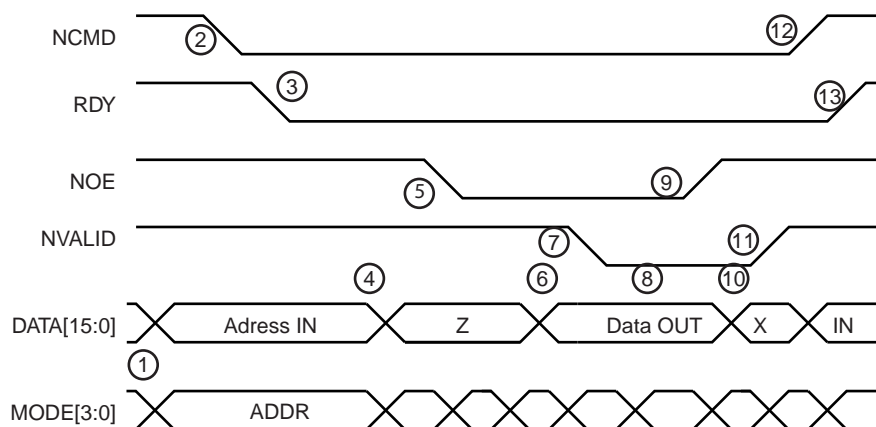 NCMD ② ⑫
RDY ③ ⑬
NOE ⑤ ⑨
NVALID ⑦ ⑪
④ ⑥ ⑧ ⑩
DATA[15:0] Adress IN Z Data OUT X IN
①
MODE[3:0] ADDR